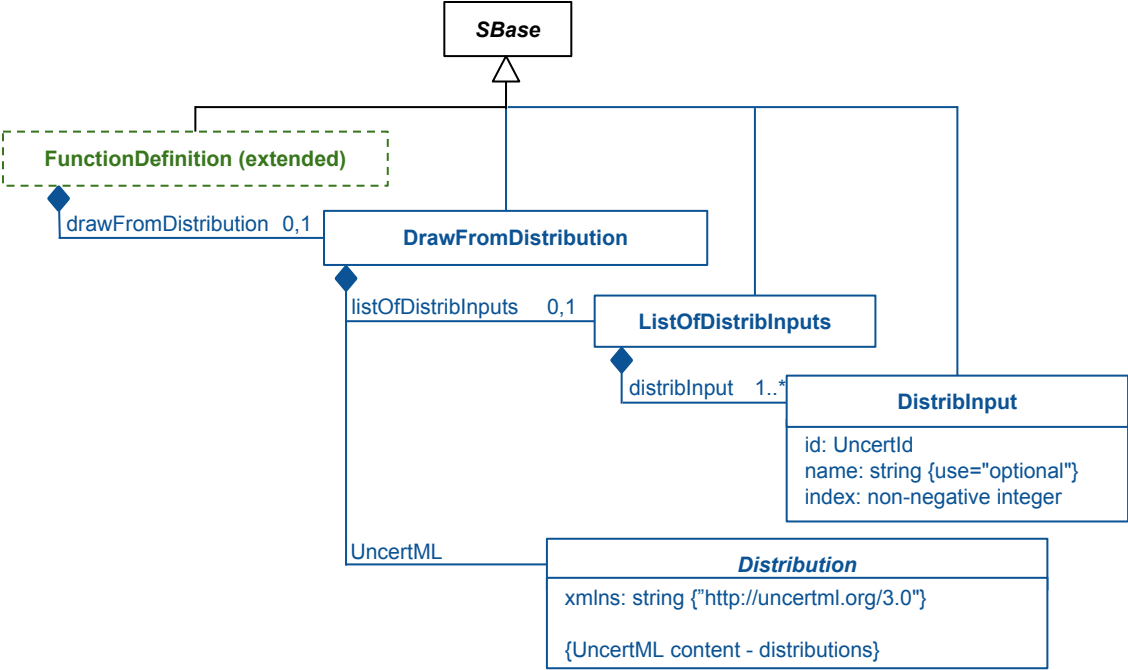 SBase
FunctionDefinition (extended)
drawFromDistribution 0,1
DrawFromDistribution
listOfDistribInputs 0,1
ListOfDistribInputs
distribInput 1..*
DistribInput
id: UncertId
name: string {use="optional"}
index: non-negative integer
UncertML
Distribution
xmlns: string {”http://uncertml.org/3.0"}
{UncertML content - distributions}